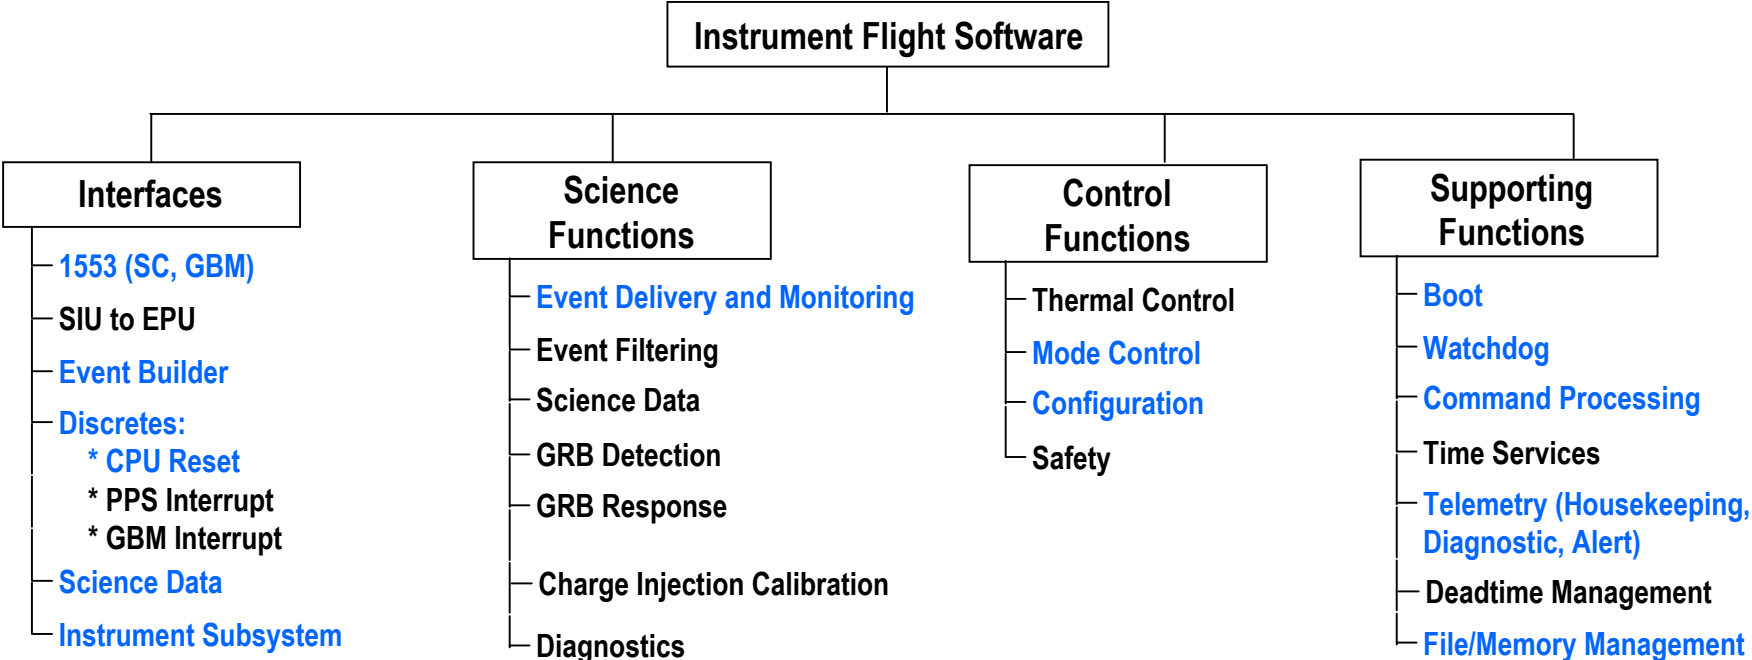 Instrument Flight Software
Interfaces
1553 (SC, GBM)
SIU to EPU
Event Builder
Discretes:
* CPU Reset
* PPS Interrupt
* GBM Interrupt
Science Data
Instrument Subsystem
Science
Functions
Event Delivery and Monitoring
Event Filtering
Science Data
GRB Detection
GRB Response
Charge Injection Calibration
Diagnostics
Control
Functions
Thermal Control
Mode Control
Configuration
Safety
Supporting
Functions
Boot
Watchdog
Command Processing
Time Services
Telemetry (Housekeeping,
Diagnostic, Alert)
Deadtime Management
File/Memory Management